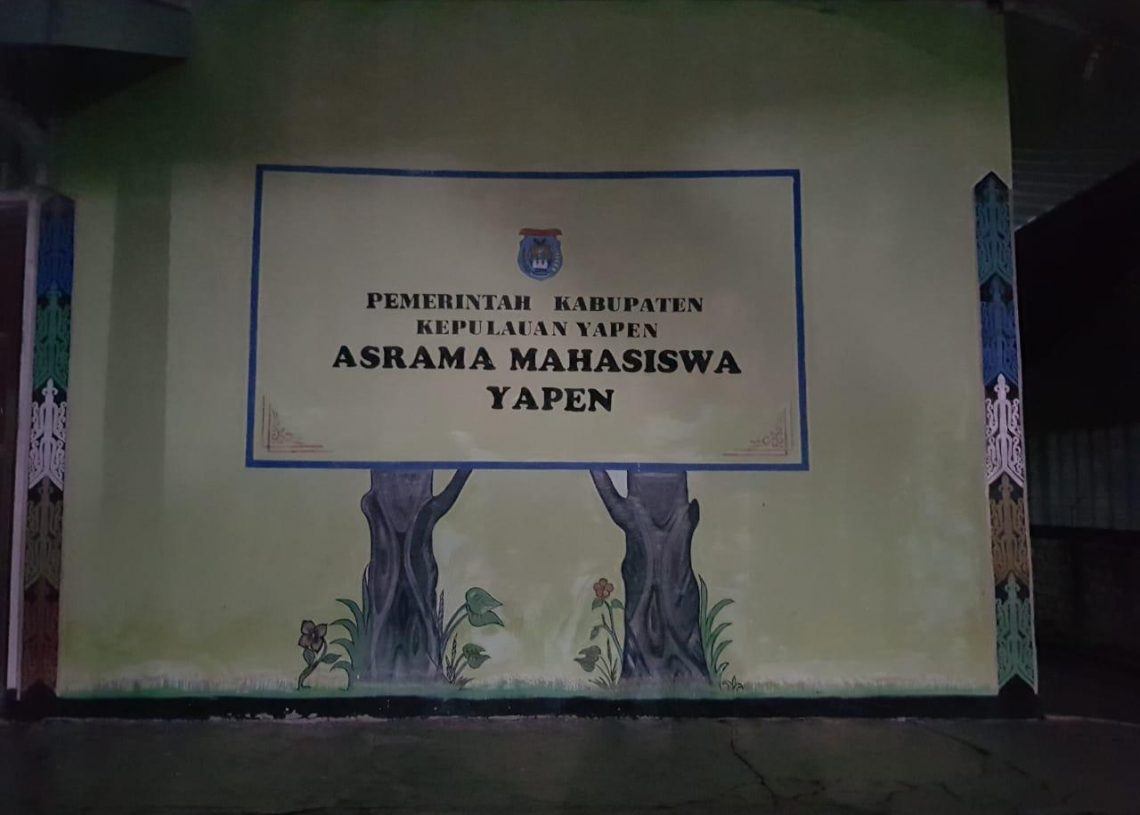 PEMERINTAH KABUPATEN
KEPULAUAN YAPEN
ASRAMA MAHASISWA
YAPEN